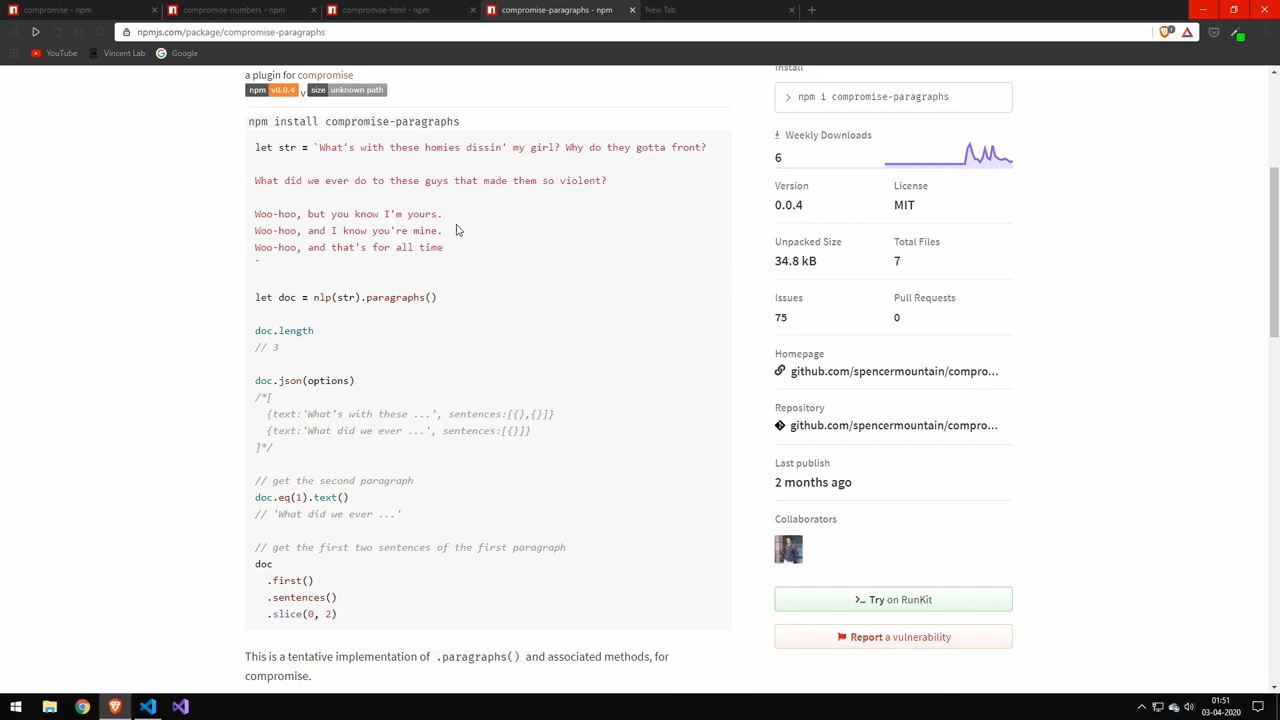 compromise - npm
compromise-numbers - npm
compromise-html - npm
compromise-paragraphs - npm
New Tab
npmjs.com/package/compromise-paragraphs
YouTube
Vincent Lab
Google
a plugin for compromise
npm v0.0.4 v size unknown path
npm install compromise-paragraphs
let str = `What's with these homies dissin' my girl? Why do they gotta front?
What did we ever do to these guys that made them so violent?
Woo-hoo, but you know I'm yours.
Woo-hoo, and I know you're mine.
Woo-hoo, and that's for all time
`
let doc = nlp(str).paragraphs()
doc.length
// 3
doc.json(options)
/*[
{text:'What's with these ...', sentences:[{},{}]}
{text:'What did we ever ...', sentences:[{}]}
]*/
// get the second paragraph
doc.eq(1).text()
// 'What did we ever ...'
// get the first two sentences of the first paragraph
doc
.first()
.sentences()
.slice(0, 2)
This is a tentative implementation of .paragraphs() and associated methods, for
compromise.
Install
> npm i compromise-paragraphs
Weekly Downloads
6
Version
0.0.4
License
MIT
Unpacked Size
34.8 kB
Total Files
7
Issues
75
Pull Requests
0
Homepage
github.com/spencermountain/compro...
Repository
github.com/spencermountain/compro...
Last publish
2 months ago
Collaborators
Try on RunKit
Report a vulnerability
01:51
03-04-2020